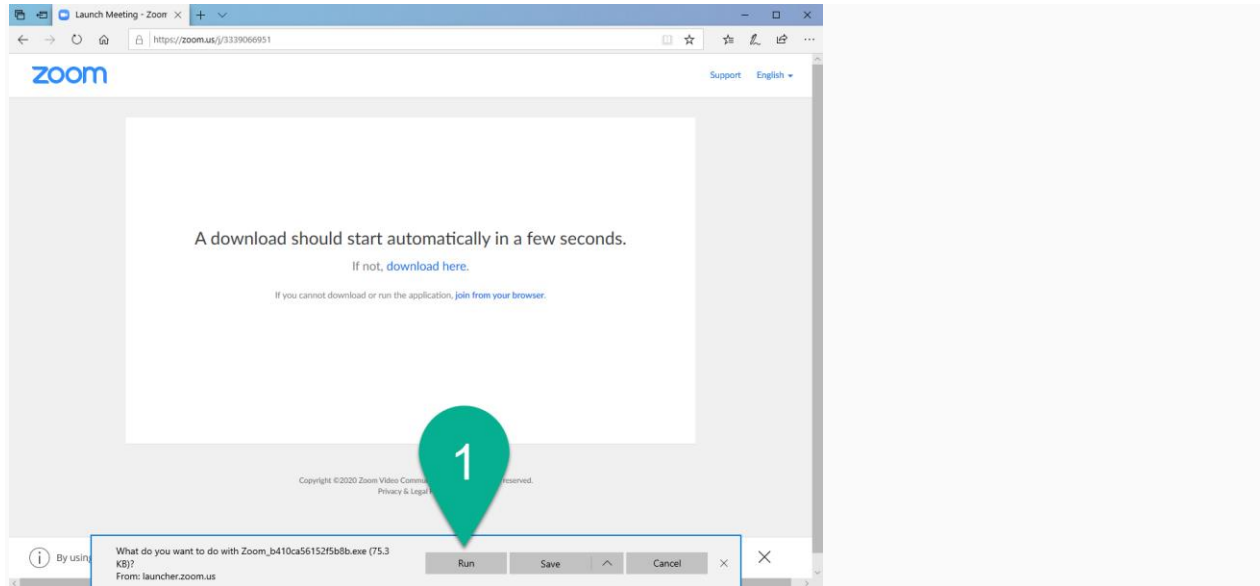 Launch Meeting - Zoom
https://zoom.us/j/3339066951
zoom
Support English
A download should start automatically in a few seconds.
If not, download here.
If you cannot download or run the application, join from your browser.
1
Copyright ©2020 Zoom Video reserved.
Privacy & Legal
By using
What do you want to do with Zoom_b410ca56152f5b8b.exe (75.3
KB)?
From: launcher.zoom.us
Run Save Cancel